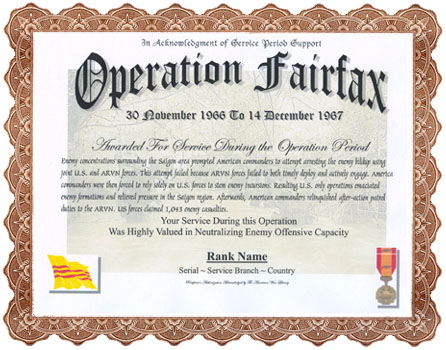 In Acknowledgment of Service Period Support
Operation Fairfax
30 November 1966 To 14 December 1967
Awarded For Service During the Operation Period
Enemy concentrations surrounding the Saigon area prompted American commanders to attempt arresting the enemy buildup using
joint U.S. and ARVN forces. This attempt failed because ARVN forces failed to both timely deploy and actively engage. America
commanders were then forced to rely solely on U.S. forces to stem enemy incursions. Resulting U.S. only operations emaciated
enemy formations and relieved pressure in the Saigon region. Afterwards, American commanders relinquished after-action patrol
duties to the ARVN. US forces claimed 1,043 enemy casualties.
Your Service During this Operation
Was Highly Valued in Neutralizing Enemy Offensive Capacity
Rank Name
Serial ~ Service Branch ~ Country
Acknowledged by The American War Library